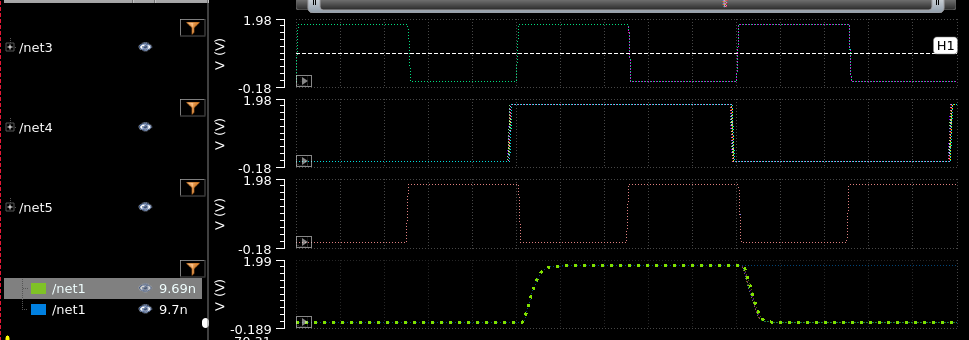 1.98
/net3
V (V)
H1
-0.18
1.98
/net4
V (V)
-0.18
1.98
/net5
V (V)
-0.18
1.99
/net1 9.69n
V (V)
/net1 9.7n
-0.189